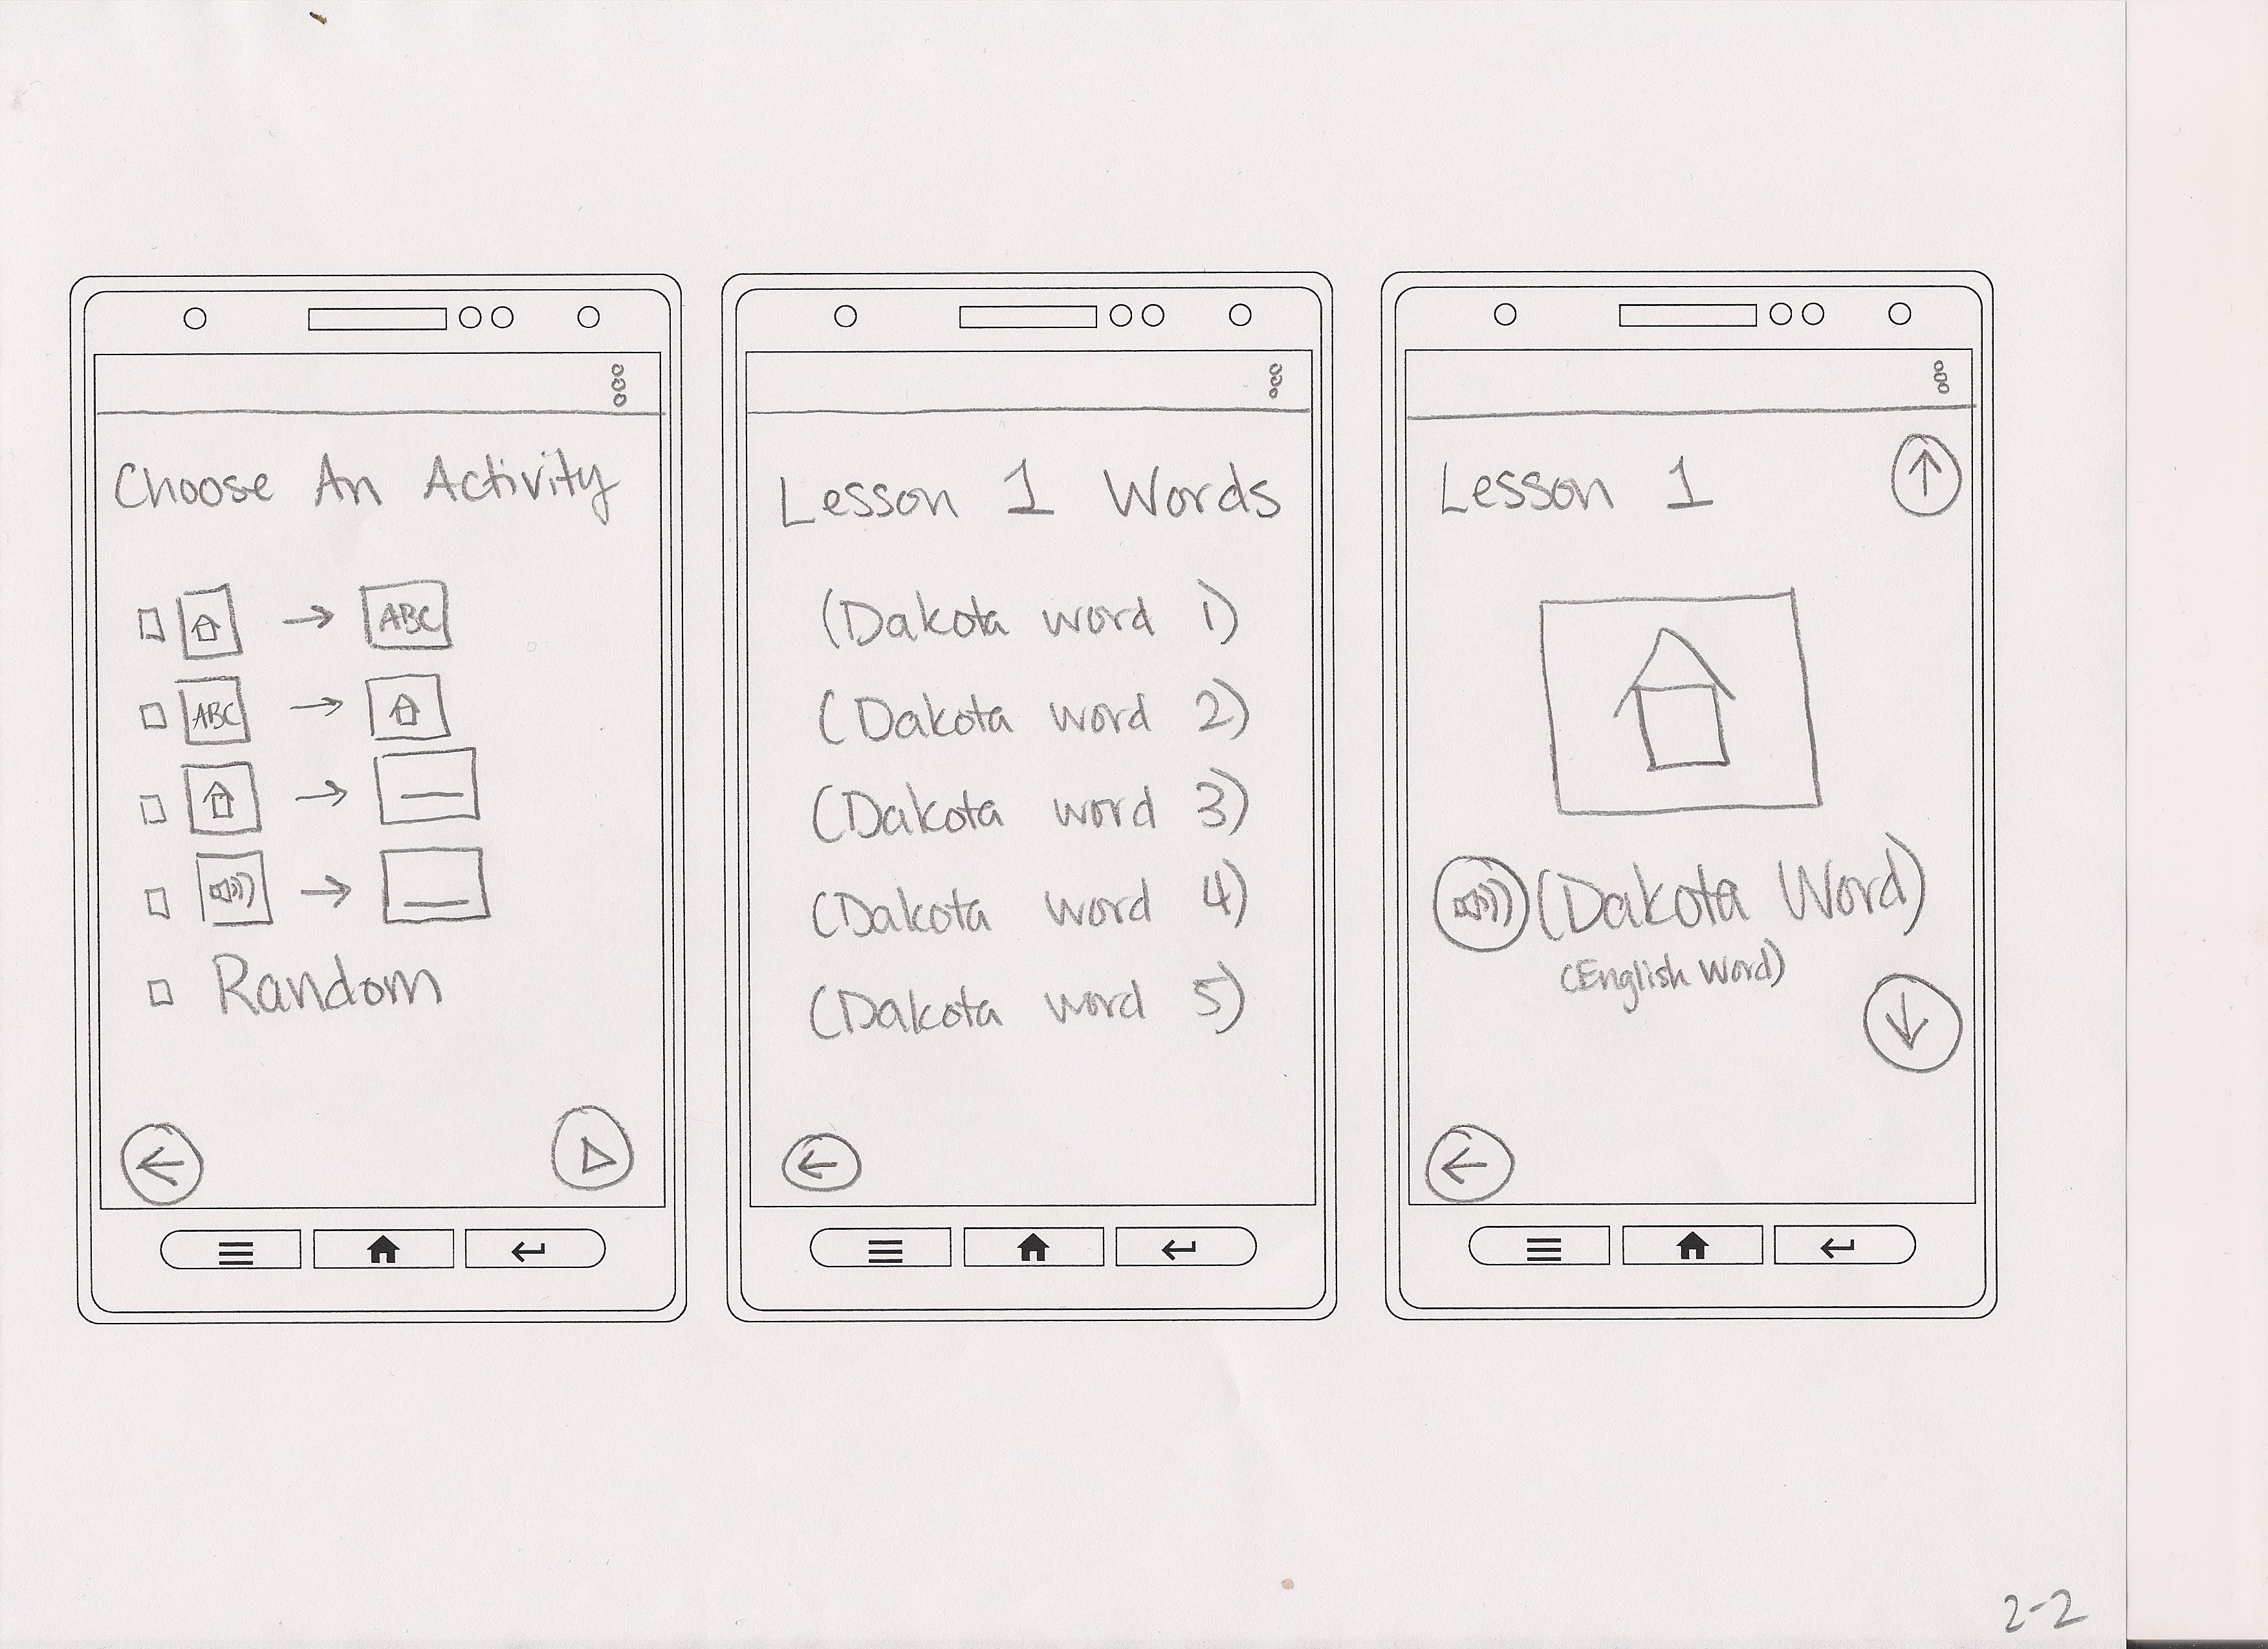 Choose An Activity
ABC
ABC
Random
Lesson 1 Words
(Dakota word 1)
(Dakota word 2)
(Dakota word 3)
(Dakota word 4)
(Dakota word 5)
Lesson 1
(Dakota Word)
(English Word)
2-2